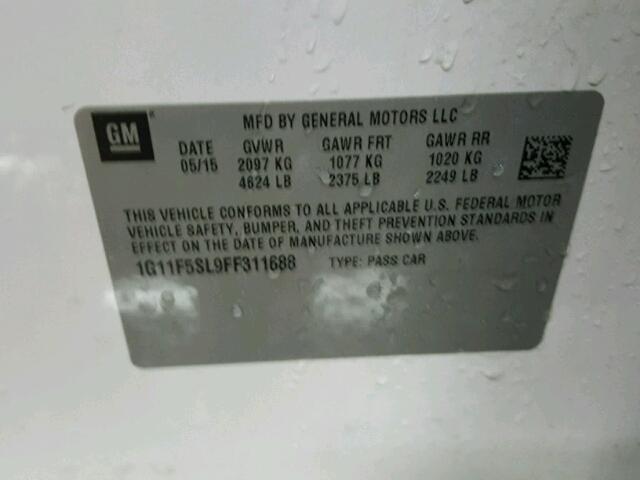 GM ®
MFD BY GENERAL MOTORS LLC
DATE GVWR GAWR FRT GAWR RR
05/15 2097 KG 1077 KG 1020 KG
4624 LB 2375 LB 2249 LB
THIS VEHICLE CONFORMS TO ALL APPLICABLE U.S. FEDERAL MOTOR
VEHICLE SAFETY, BUMPER, AND THEFT PREVENTION STANDARDS IN
EFFECT ON THE DATE OF MANUFACTURE SHOWN ABOVE.
1G11F5SL9FF311688 TYPE: PASS CAR